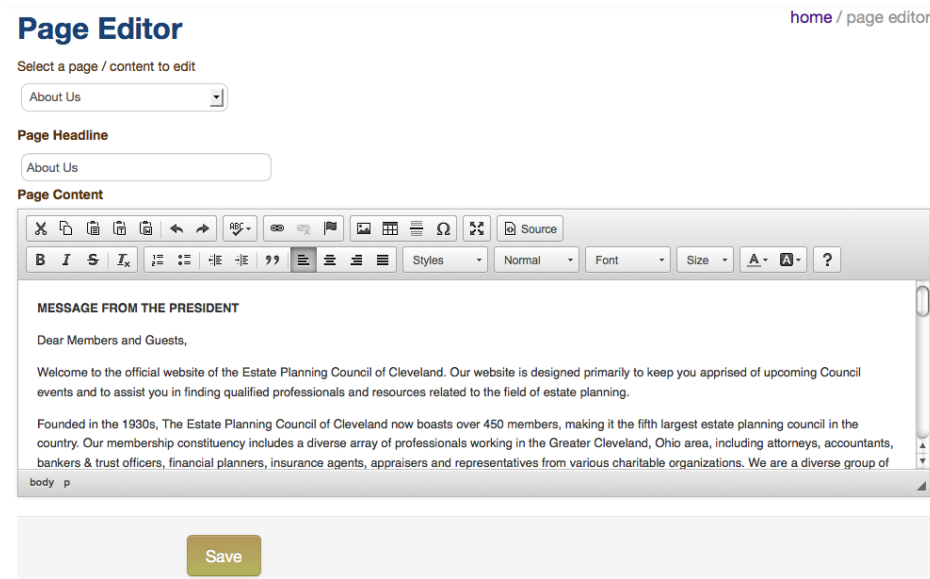 home / page editor
Page Editor
Select a page / content to edit
About Us
Page Headline
About Us
Page Content
ABC
Ω
Source
B I S Tx
1 2
Styles
Normal
Font
Size
A
A
?
MESSAGE FROM THE PRESIDENT
Dear Members and Guests,
Welcome to the official website of the Estate Planning Council of Cleveland. Our website is designed primarily to keep you apprised of upcoming Council
events and to assist you in finding qualified professionals and resources related to the field of estate planning.
Founded in the 1930s, The Estate Planning Council of Cleveland now boasts over 450 members, making it the fifth largest estate planning council in the
country. Our membership constituency includes a diverse array of professionals working in the Greater Cleveland, Ohio area, including attorneys, accountants,
bankers & trust officers, financial planners, insurance agents, appraisers and representatives from various charitable organizations. We are a diverse group of
body p
Save